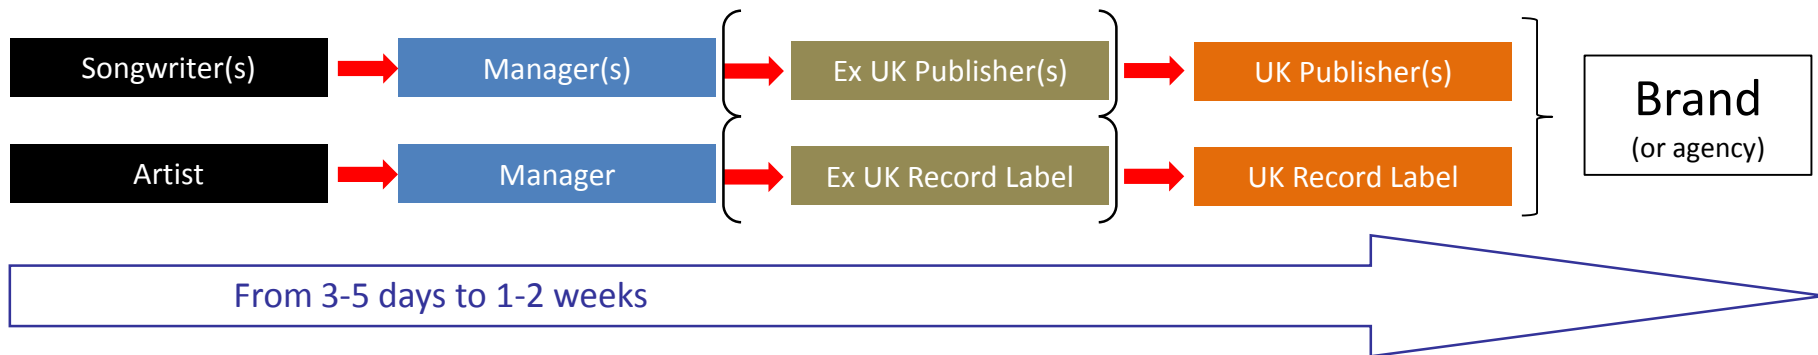 Songwriter(s)
Manager(s)
Ex UK Publisher(s)
UK Publisher(s)
Artist
Manager
Ex UK Record Label
UK Record Label
Brand
(or agency)
From 3-5 days to 1-2 weeks